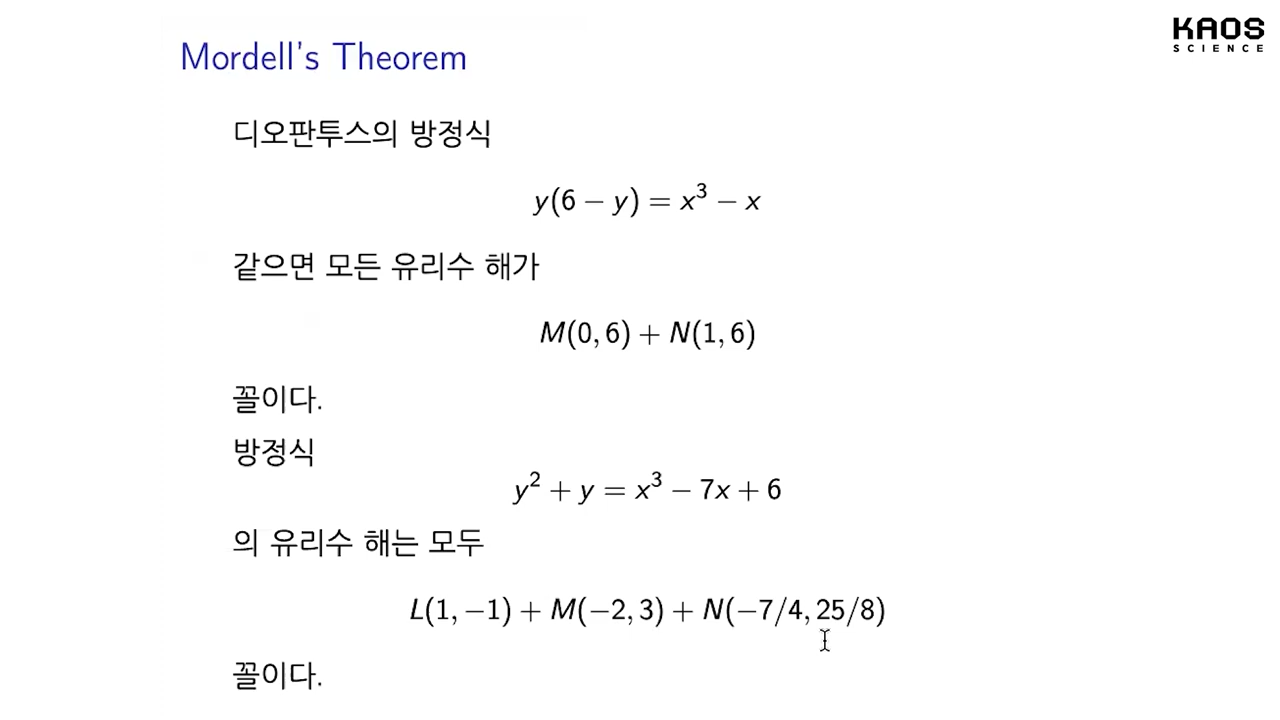 KAOS
SCIENCE
Mordell's Theorem
디오판투스의 방정식
y(6 − y) = x³ − x
같으면 모든 유리수 해가
M(0, 6) + N(1, 6)
꼴이다.
방정식
y² + y = x³ − 7x + 6
의 유리수 해는 모두
L(1, −1) + M(−2, 3) + N(−7/4, 25/8)
꼴이다.